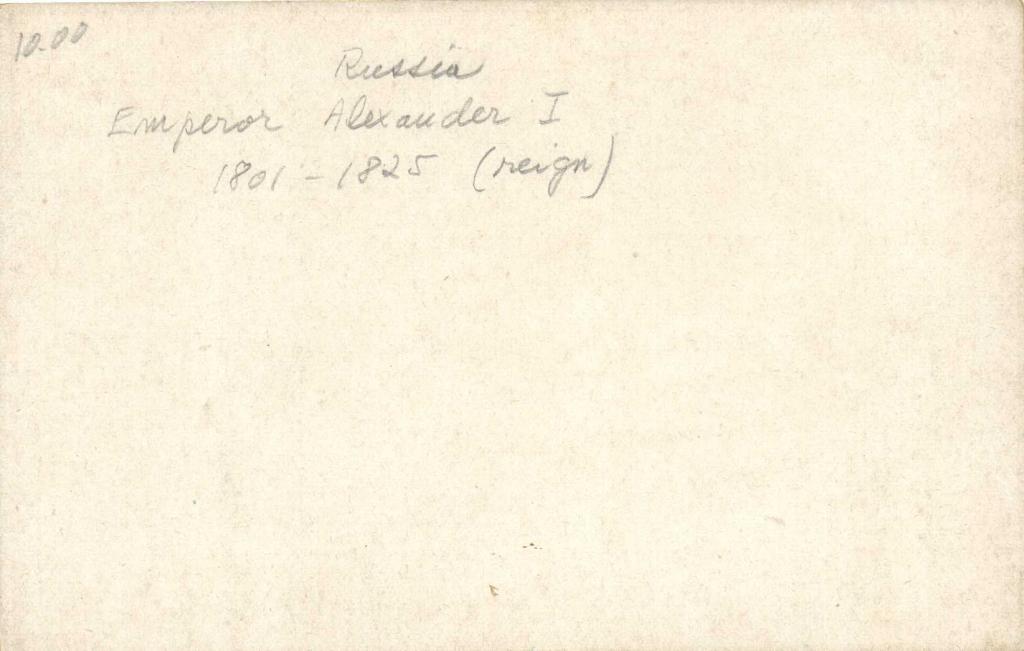 10.00
Russia
Emperor Alexander I
1801 - 1825 (reign)